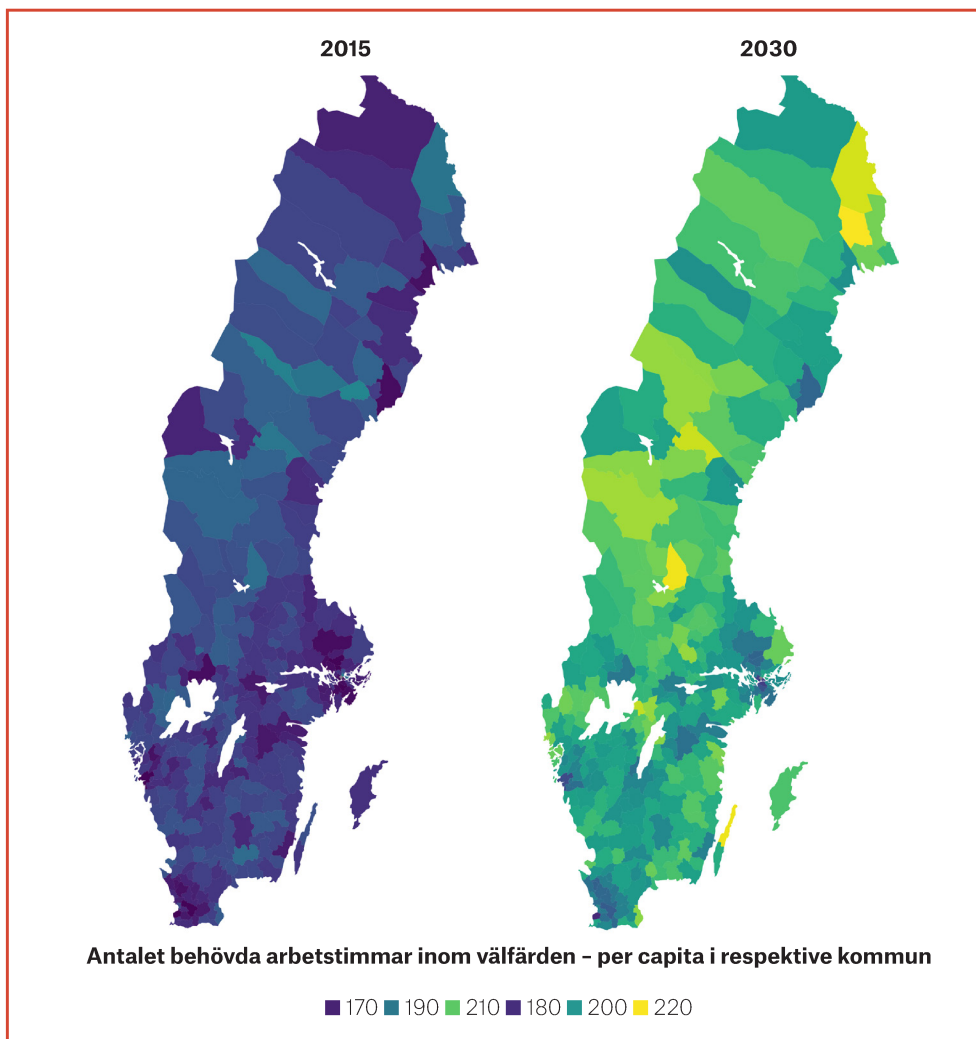 2015 2030
Antalet behövda arbetstimmar inom välfärden – per capita i respektive kommun
170 190 210 180 200 220